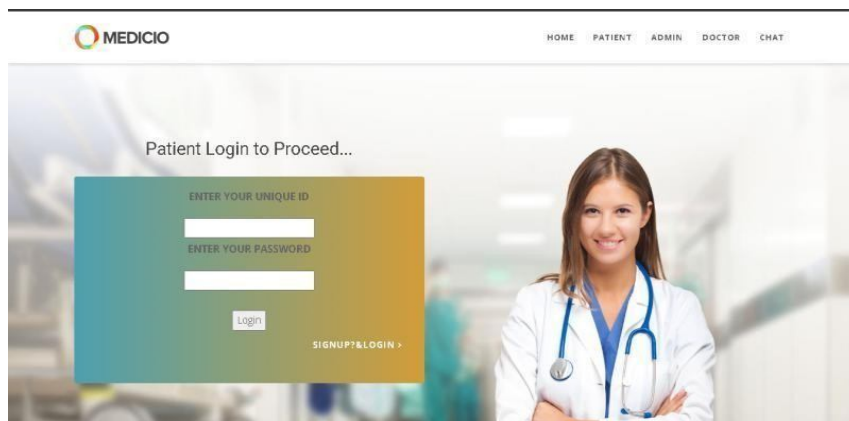 MEDICIO
HOME PATIENT ADMIN DOCTOR CHAT
Patient Login to Proceed...
ENTER YOUR UNIQUE ID
ENTER YOUR PASSWORD
Login
SIGNUP?&LOGIN ›